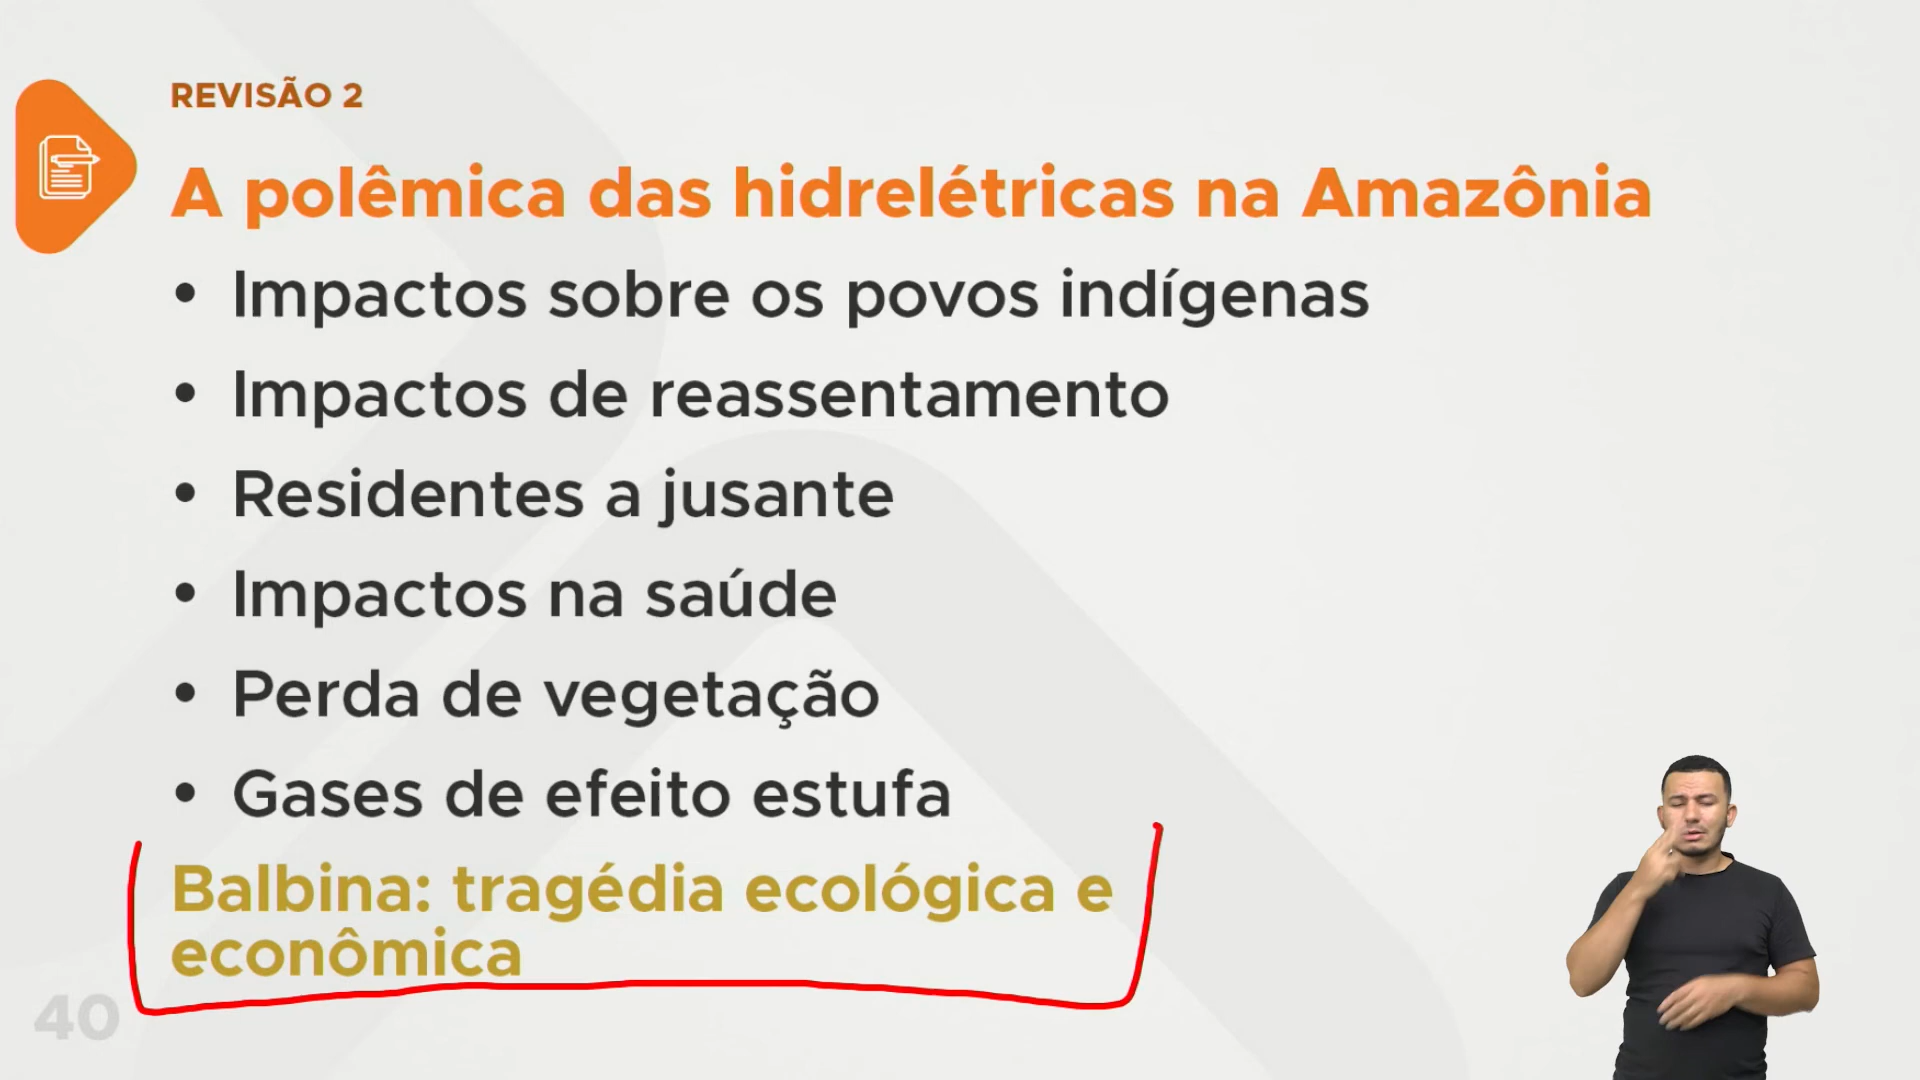 REVISÃO 2
A polêmica das hidrelétricas na Amazônia
• Impactos sobre os povos indígenas
• Impactos de reassentamento
• Residentes a jusante
• Impactos na saúde
• Perda de vegetação
• Gases de efeito estufa
Balbina: tragédia ecológica e
econômica
40